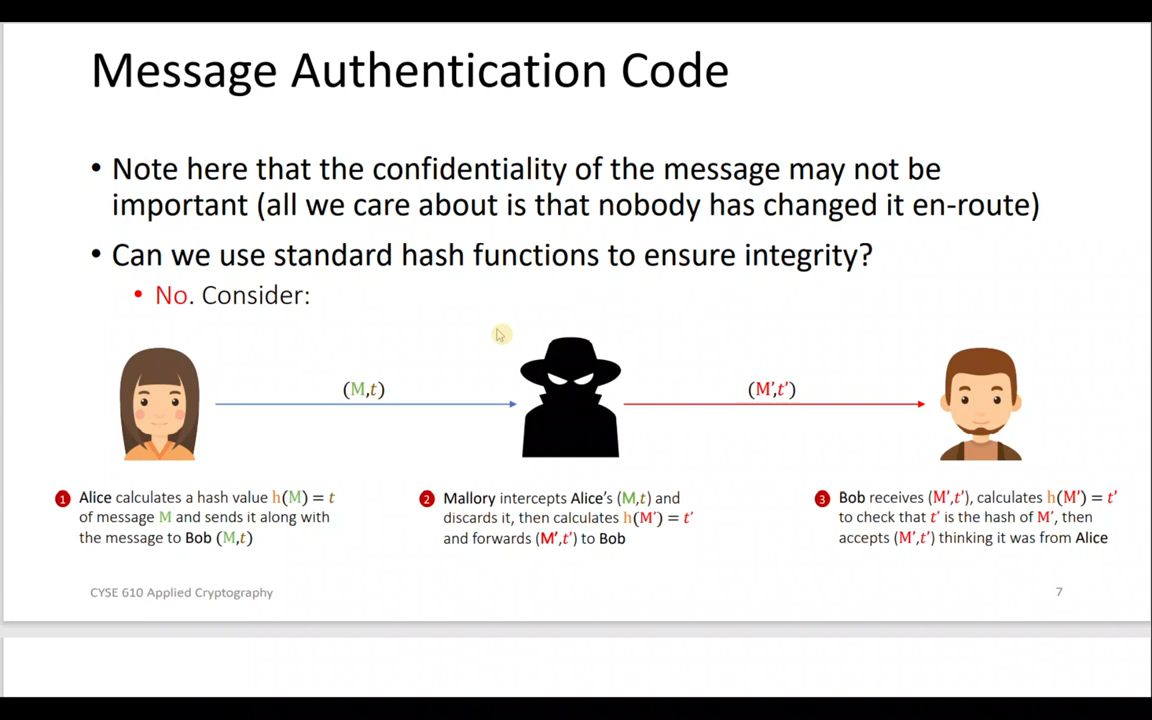 Message Authentication Code
• Note here that the confidentiality of the message may not be
important (all we care about is that nobody has changed it en-route)
• Can we use standard hash functions to ensure integrity?
• No. Consider:
(M,t)
(M′,t′)
1 Alice calculates a hash value h(M) = t
of message M and sends it along with
the message to Bob (M,t)
2 Mallory intercepts Alice's (M,t) and
discards it, then calculates h(M′) = t′
and forwards (M′,t′) to Bob
3 Bob receives (M′,t′), calculates h(M′) = t′
to check that t′ is the hash of M′, then
accepts (M′,t′) thinking it was from Alice
CYSE 610 Applied Cryptography
7